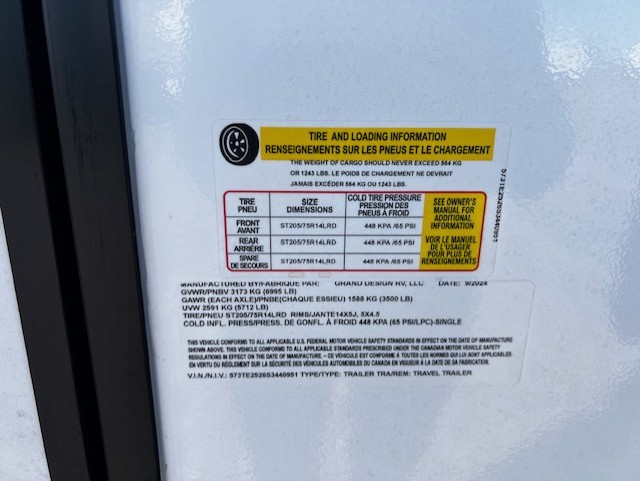 TIRE AND LOADING INFORMATION
RENSEIGNEMENTS SUR LES PNEUS ET LE CHARGEMENT
THE WEIGHT OF CARGO SHOULD NEVER EXCEED 564 KG
OR 1243 LBS. LE POIDS DE CHARGEMENT NE DEVRAIT
JAMAIS EXCÉDER 564 KG OU 1243 LBS.
TIRE PNEU
SIZE DIMENSIONS
COLD TIRE PRESSURE
PRESSION DES
PNEUS À FROID
FRONT AVANT ST205/75R14LRD 448 KPA /65 PSI
REAR ARRIÈRE ST205/75R14LRD 448 KPA /65 PSI
SPARE DE SECOURS ST205/75R14LRD 448 KPA /65 PSI
SEE OWNER'S
MANUAL FOR
ADDITIONAL
INFORMATION
VOIR LE MANUEL
DE L'USAGER
POUR PLUS DE
RENSEIGNEMENTS
573TE2526S3440951
MANUFACTURED BY/FABRIQUE PAR: GRAND DESIGN RV, LLC DATE: 9/2024
GVWR/PNBV 3173 KG (6995 LB)
GAWR (EACH AXLE)/PNBE(CHAQUE ESSIEU) 1588 KG (3500 LB)
UVW 2591 KG (5712 LB)
TIRE/PNEU ST205/75R14LRD RIMS/JANTE14X5J, 5X4.5
COLD INFL. PRESS/PRESS. DE GONFL. À FROID 448 KPA (65 PSI/LPC)-SINGLE
THIS VEHICLE CONFORMS TO ALL APPLICABLE U.S. FEDERAL MOTOR VEHICLE SAFETY STANDARDS IN EFFECT ON THE DATE OF MANUFACTURE
SHOWN ABOVE. THIS VEHICLE CONFORMS TO ALL APPLICABLE STANDARDS PRESCRIBED UNDER THE CANADIAN MOTOR VEHICLE SAFETY
REGULATIONS IN EFFECT ON THE DATE OF MANUFACTURE - CE VÉHICULE EST CONFORME À TOUTES LES NORMES QUI LUI SONT APPLICABLES
EN VERTU DU RÈGLEMENT SUR LA SÉCURITÉ DES VÉHICULES AUTOMOBILES DU CANADA EN VIGUEUR À LA DATE DE SA FABRICATION.
V.I.N./N.I.V.: 573TE2526S3440951 TYPE/TYPE: TRAILER TRA/REM: TRAVEL TRAILER